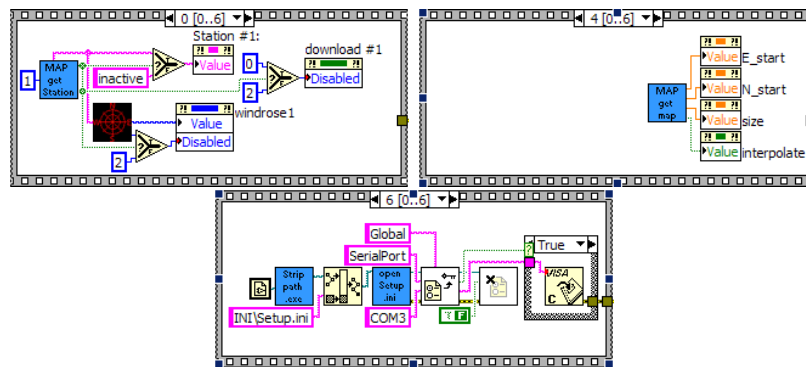 0 [0..6]
Station #1:
MAP
get
Station
1
inactive
?! ?!
Value
0
2
download #1
?! ?!
Disabled
windrose1
?! ?!
Value
Disabled
2
T
F
4 [0..6]
MAP
get
map
?! ?!
Value
E_start
?! ?!
Value
N_start
?! ?!
Value
size
?! ?!
Value
interpolate
6 [0..6]
Global
SerialPort
Strip
path
.exe
open
Setup
.ini
INI\Setup.ini
COM3
F
?
True
VISA
C